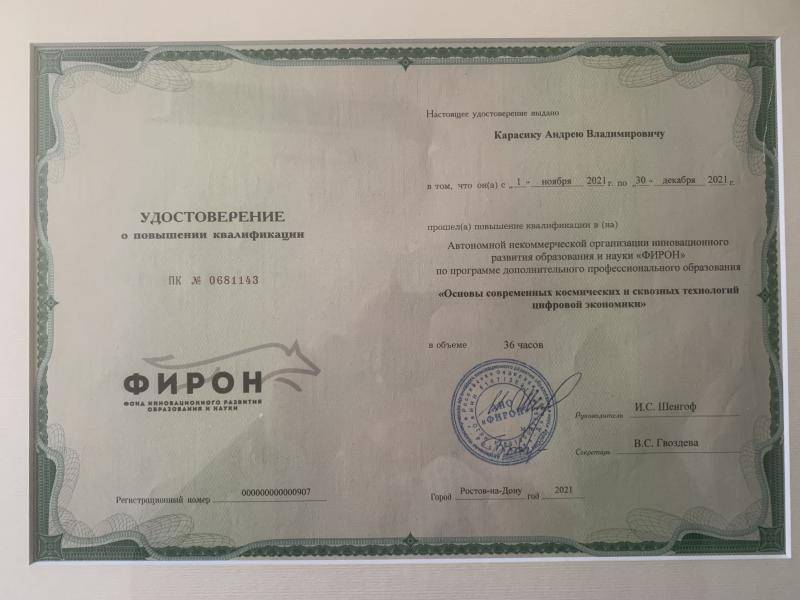 УДОСТОВЕРЕНИЕ
о повышении квалификации
ПК № 0681143
ФИРОН
ФОНД ИННОВАЦИОННОГО РАЗВИТИЯ
ОБРАЗОВАНИЯ И НАУКИ
Регистрационный номер 000000000000907
Настоящее удостоверение выдано
Карасику Андрею Владимировичу
в том, что он(а) с „ 1 “ ноября 2021 г. по „30“ декабря 2021 г.
прошел(а) повышение квалификации в (на)
Автономной некоммерческой организации инновационного
развития образования и науки «ФИРОН»
по программе дополнительного профессионального образования
«Основы современных космических и сквозных технологий
цифровой экономики»
в объеме 36 часов
«ФИРОН»
Руководитель И.С. Шенгоф
Секретарь В.С. Гвоздева
Город Ростов-на-Дону год 2021